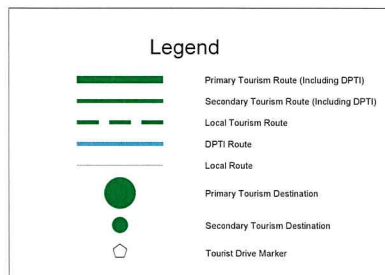 Legend
Primary Tourism Route (Including DPTI)
Secondary Tourism Route (Including DPTI)
Local Tourism Route
DPTI Route
Local Route
Primary Tourism Destination
Secondary Tourism Destination
Tourist Drive Marker